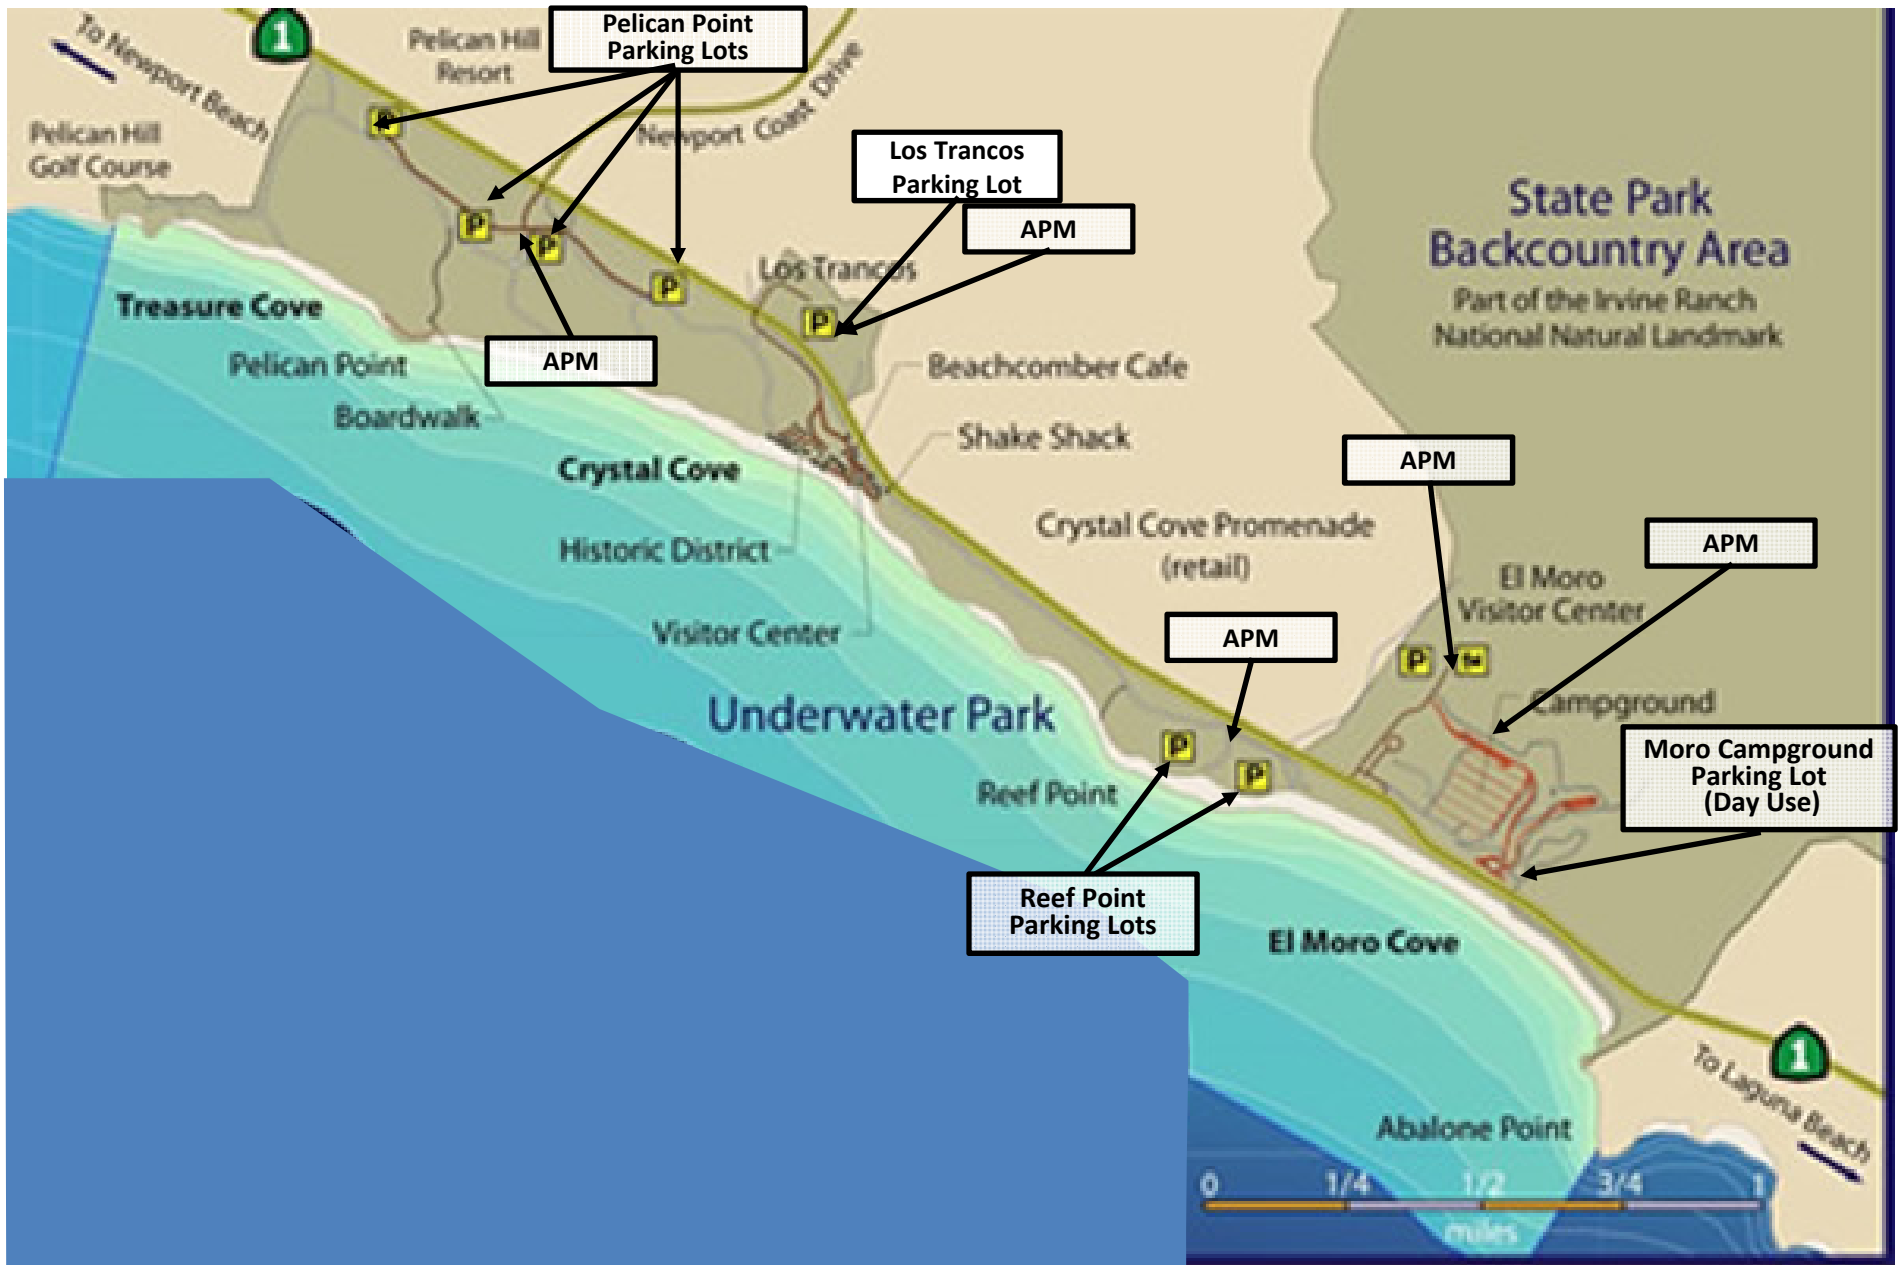 1
To Newport Beach
Pelican Hill
Resort
Pelican Point
Parking Lots
Newport Coast Drive
Pelican Hill
Golf Course
P
P
P
P
Los Trancos
Parking Lot
APM
Los Trancos
P
State Park
Backcountry Area
Part of the Irvine Ranch
National Natural Landmark
Treasure Cove
Pelican Point
APM
Boardwalk
Beachcomber Cafe
Shake Shack
Crystal Cove
APM
Historic District
Crystal Cove Promenade
(retail)
APM
El Moro
Visitor Center
Visitor Center
APM
P
Underwater Park
Campground
P
P
Reef Point
Moro Campground
Parking Lot
(Day Use)
Reef Point
Parking Lots
El Moro Cove
1
To Laguna Beach
Abalone Point
0 1/4 1/2 3/4 1
miles